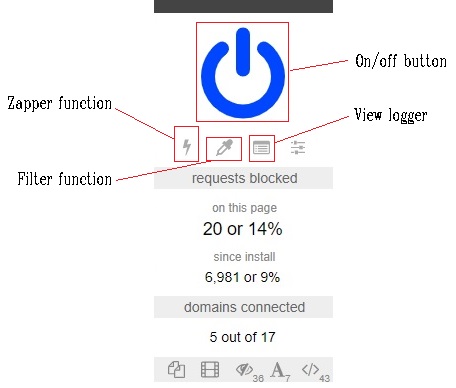 On/off button
Zapper function
View logger
Filter function
requests blocked
on this page
20 or 14%
since install
6,981 or 9%
domains connected
5 out of 17
36 A 7 </> 43